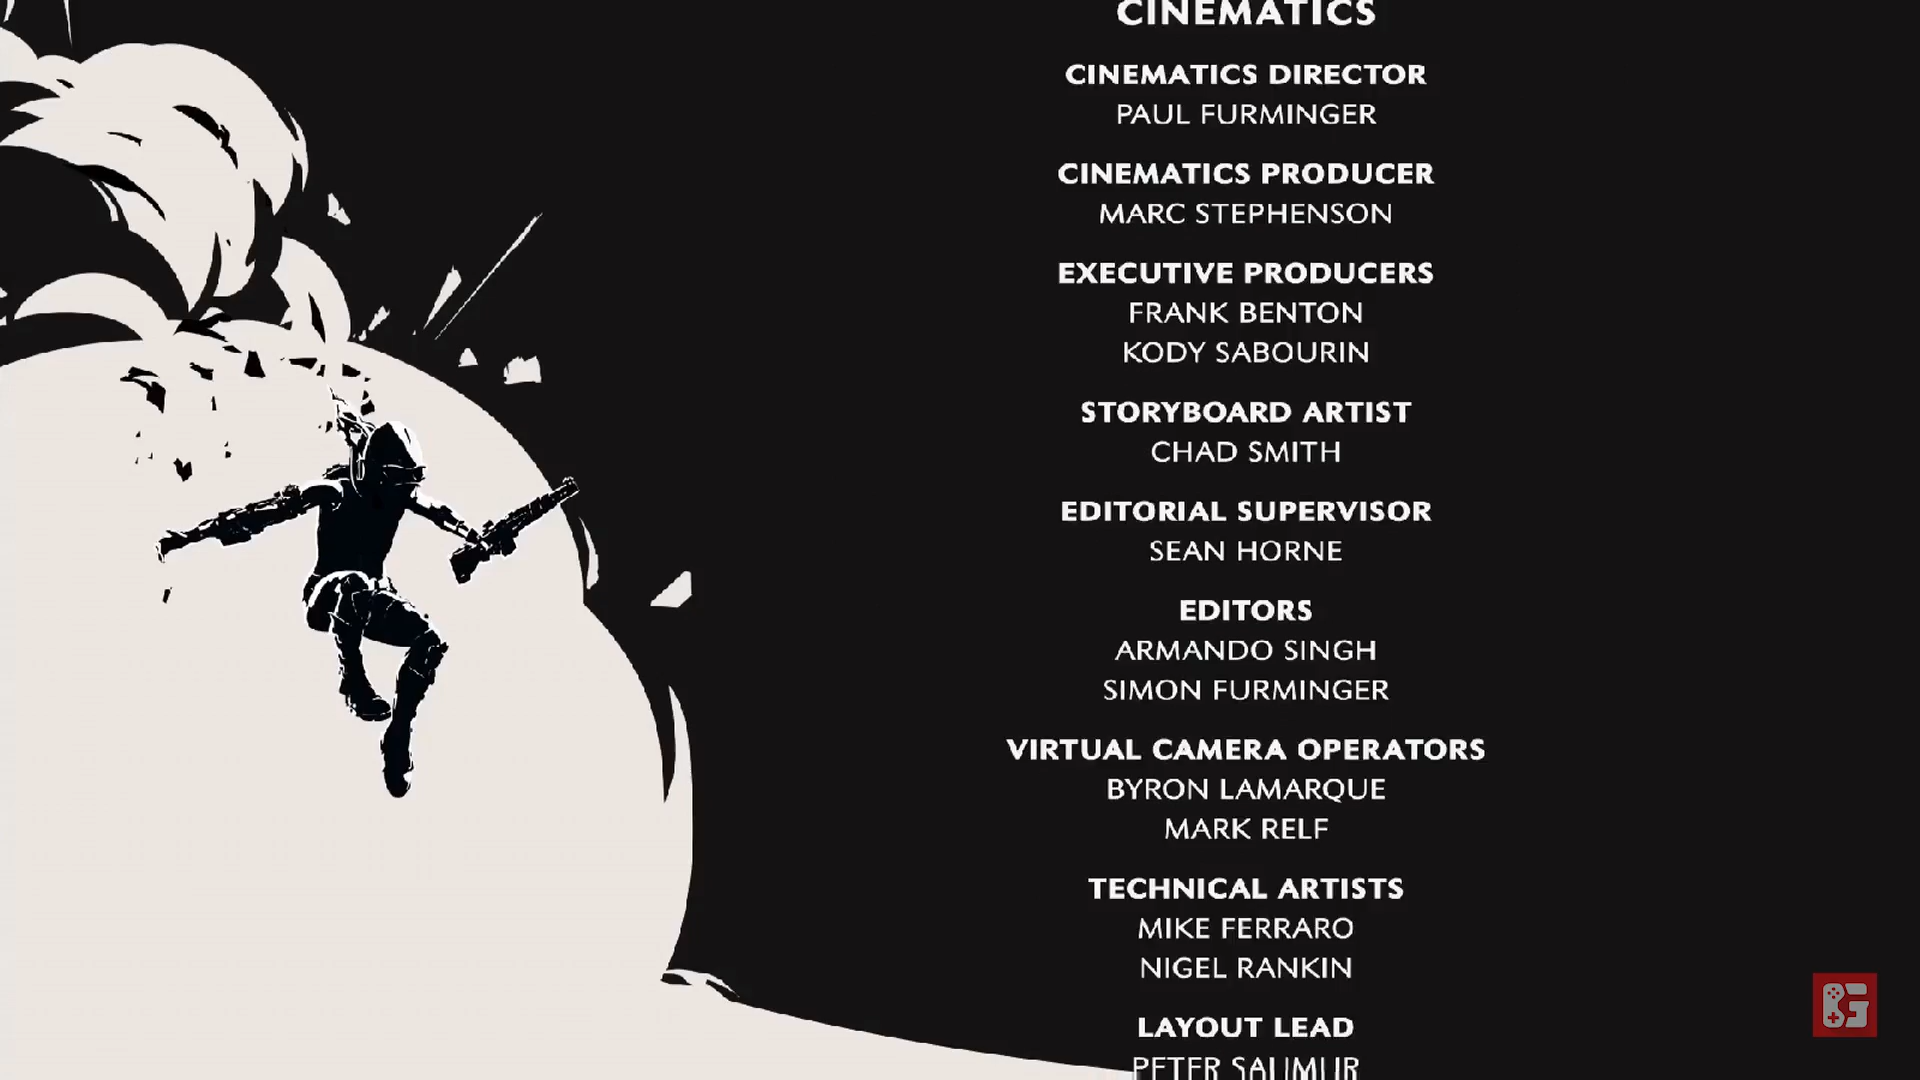 CINEMATICS
CINEMATICS DIRECTOR
PAUL FURMINGER
CINEMATICS PRODUCER
MARC STEPHENSON
EXECUTIVE PRODUCERS
FRANK BENTON
KODY SABOURIN
STORYBOARD ARTIST
CHAD SMITH
EDITORIAL SUPERVISOR
SEAN HORNE
EDITORS
ARMANDO SINGH
SIMON FURMINGER
VIRTUAL CAMERA OPERATORS
BYRON LAMARQUE
MARK RELF
TECHNICAL ARTISTS
MIKE FERRARO
NIGEL RANKIN
LAYOUT LEAD
PETER SAUMUR